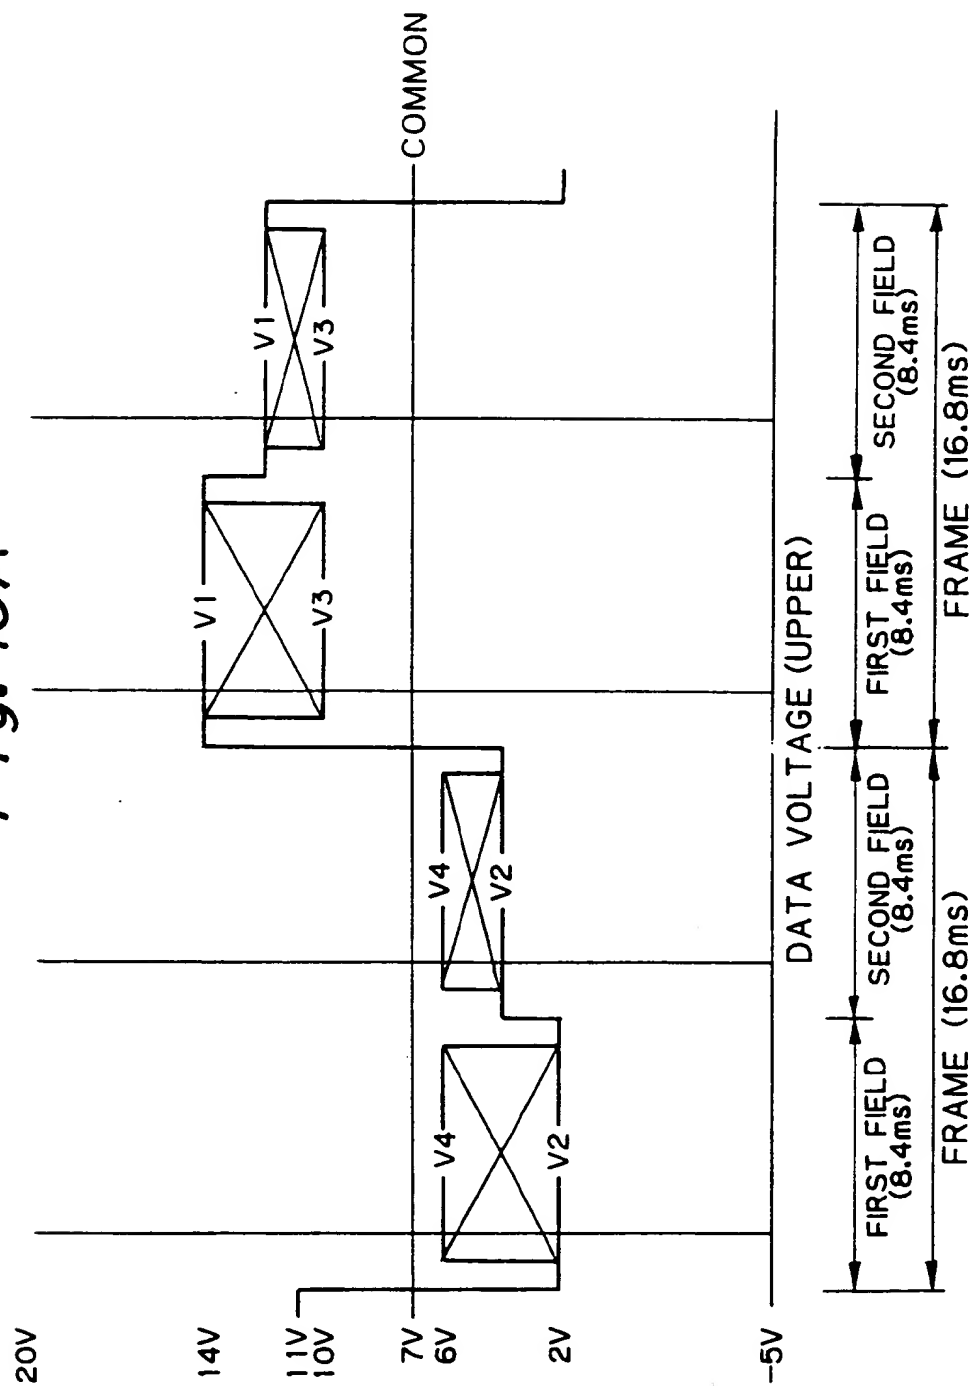 Fig.
20V
14V
V1
11V
V1
10V
V3
V3
7V
COMMON
6V
V4
V4
V2
2V
V2
-5V
DATA VOLTAGE (UPPER)
FIRST FIELD
(8.4ms)
SECOND FIELD
(8.4ms)
FIRST FIELD
(8.4ms)
SECOND FIELD
(8.4ms)
FRAME (16.8ms)
FRAME (16.8ms)